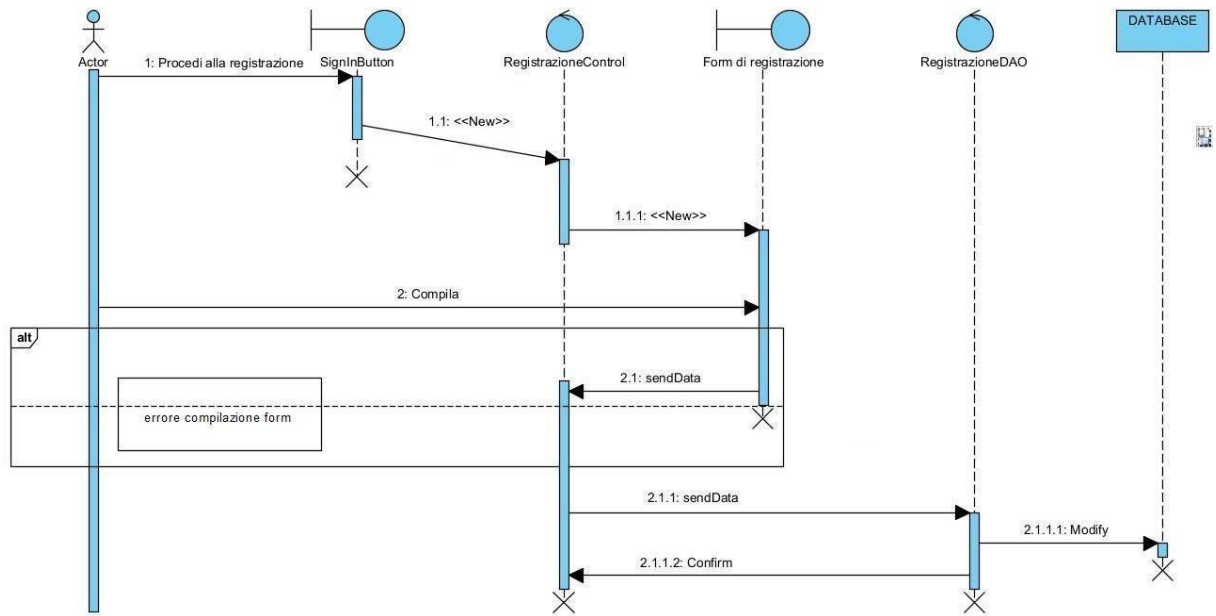 DATABASE
Actor
SignInButton
RegistrazioneControl
Form di registrazione
RegistrazioneDAO
1: Procedi alla registrazione
1.1: <<New>>
1.1.1: <<New>>
2: Compila
alt
2.1: sendData
errore compilazione form
2.1.1: sendData
2.1.1.1: Modify
2.1.1.2: Confirm